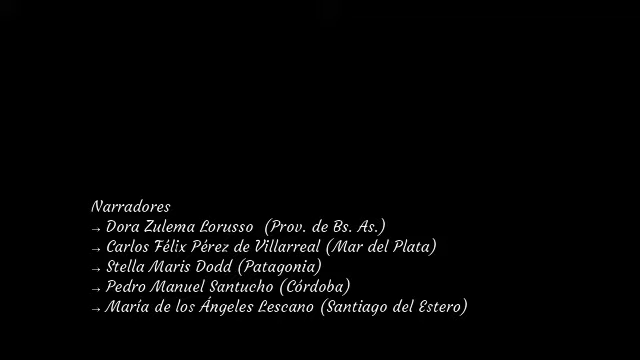 Narradores
→ Dora Zulema Lorusso (Prov. de Bs. As.)
→ Carlos Félix Pérez de Villarreal (Mar del Plata)
→ Stella Maris Dodd (Patagonia)
→ Pedro Manuel Santucho (Córdoba)
→ María de los Ángeles Lescano (Santiago del Estero)